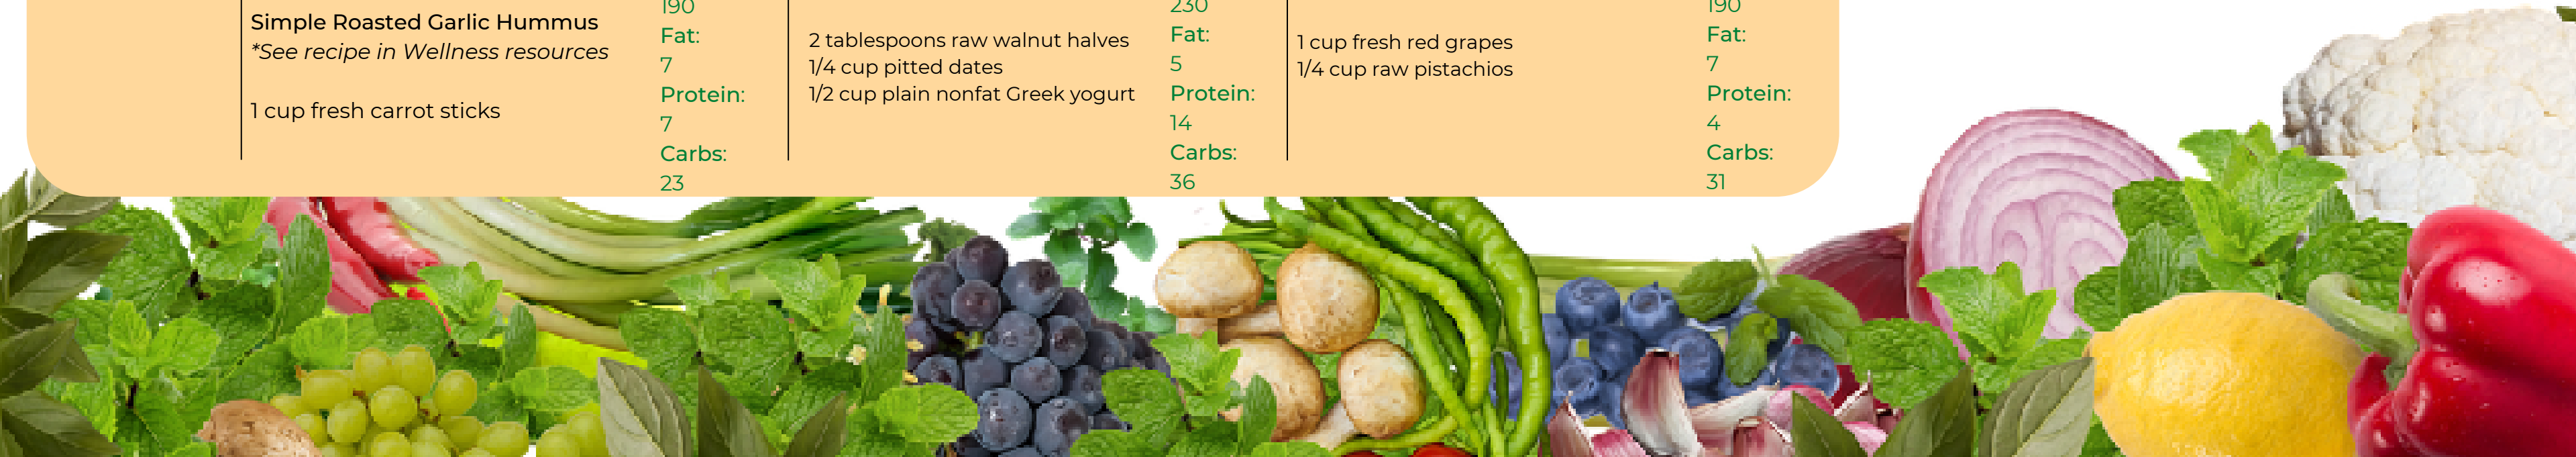 Simple Roasted Garlic Hummus
*See recipe in Wellness resources
1 cup fresh carrot sticks
190
Fat:
7
Protein:
7
Carbs:
23
2 tablespoons raw walnut halves
1/4 cup pitted dates
1/2 cup plain nonfat Greek yogurt
230
Fat:
5
Protein:
14
Carbs:
36
1 cup fresh red grapes
1/4 cup raw pistachios
190
Fat:
7
Protein:
4
Carbs:
31